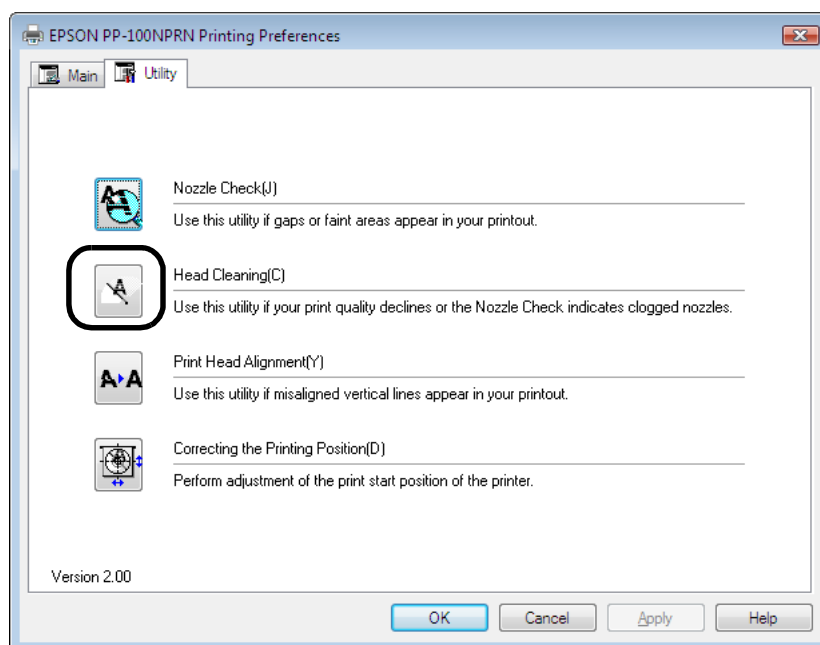 EPSON PP-100NPRN Printing Preferences
Main Utility
Nozzle Check(J)
Use this utility if gaps or faint areas appear in your printout.
Head Cleaning(C)
Use this utility if your print quality declines or the Nozzle Check indicates clogged nozzles.
Print Head Alignment(Y)
Use this utility if misaligned vertical lines appear in your printout.
Correcting the Printing Position(D)
Perform adjustment of the print start position of the printer.
Version 2.00
OK Cancel Apply Help